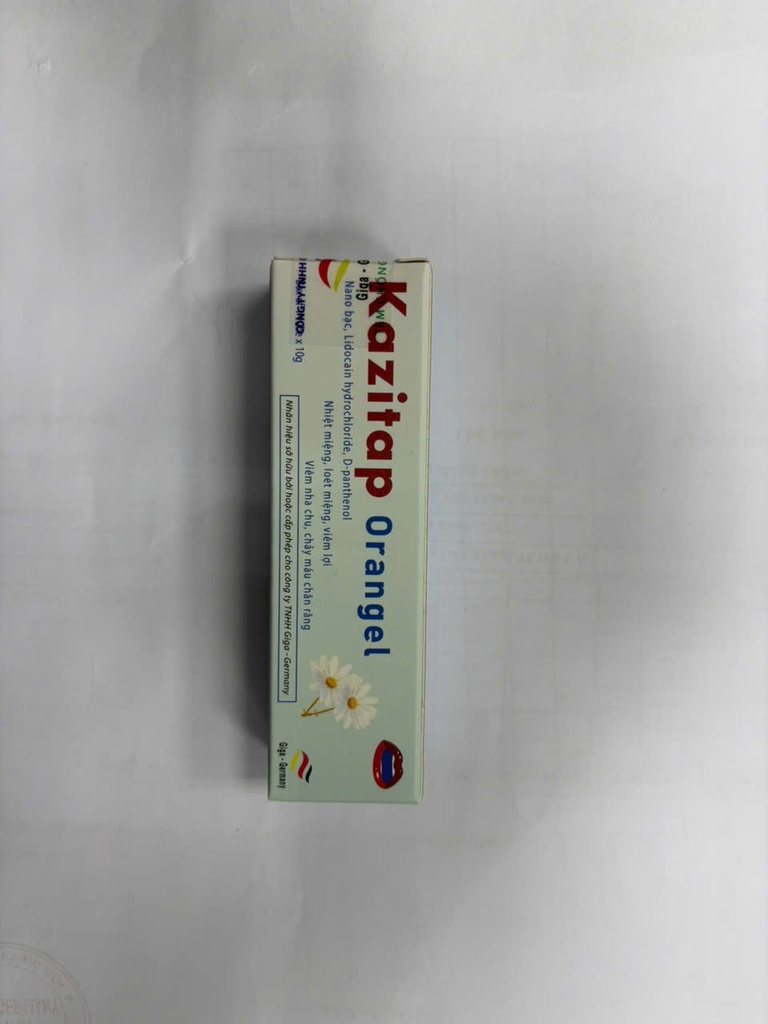 Kazitap Orangel
Nano bạc, Lidocain hydrochloride, D-panthenol
Nhiệt miệng, loét miệng, viêm lợi
Viêm nha chu, chảy máu chân răng
x 10g
Nhãn hiệu sở hữu bởi hoặc cấp phép cho công ty TNHH Giga - Germany
Giga - Germany
Giga - G